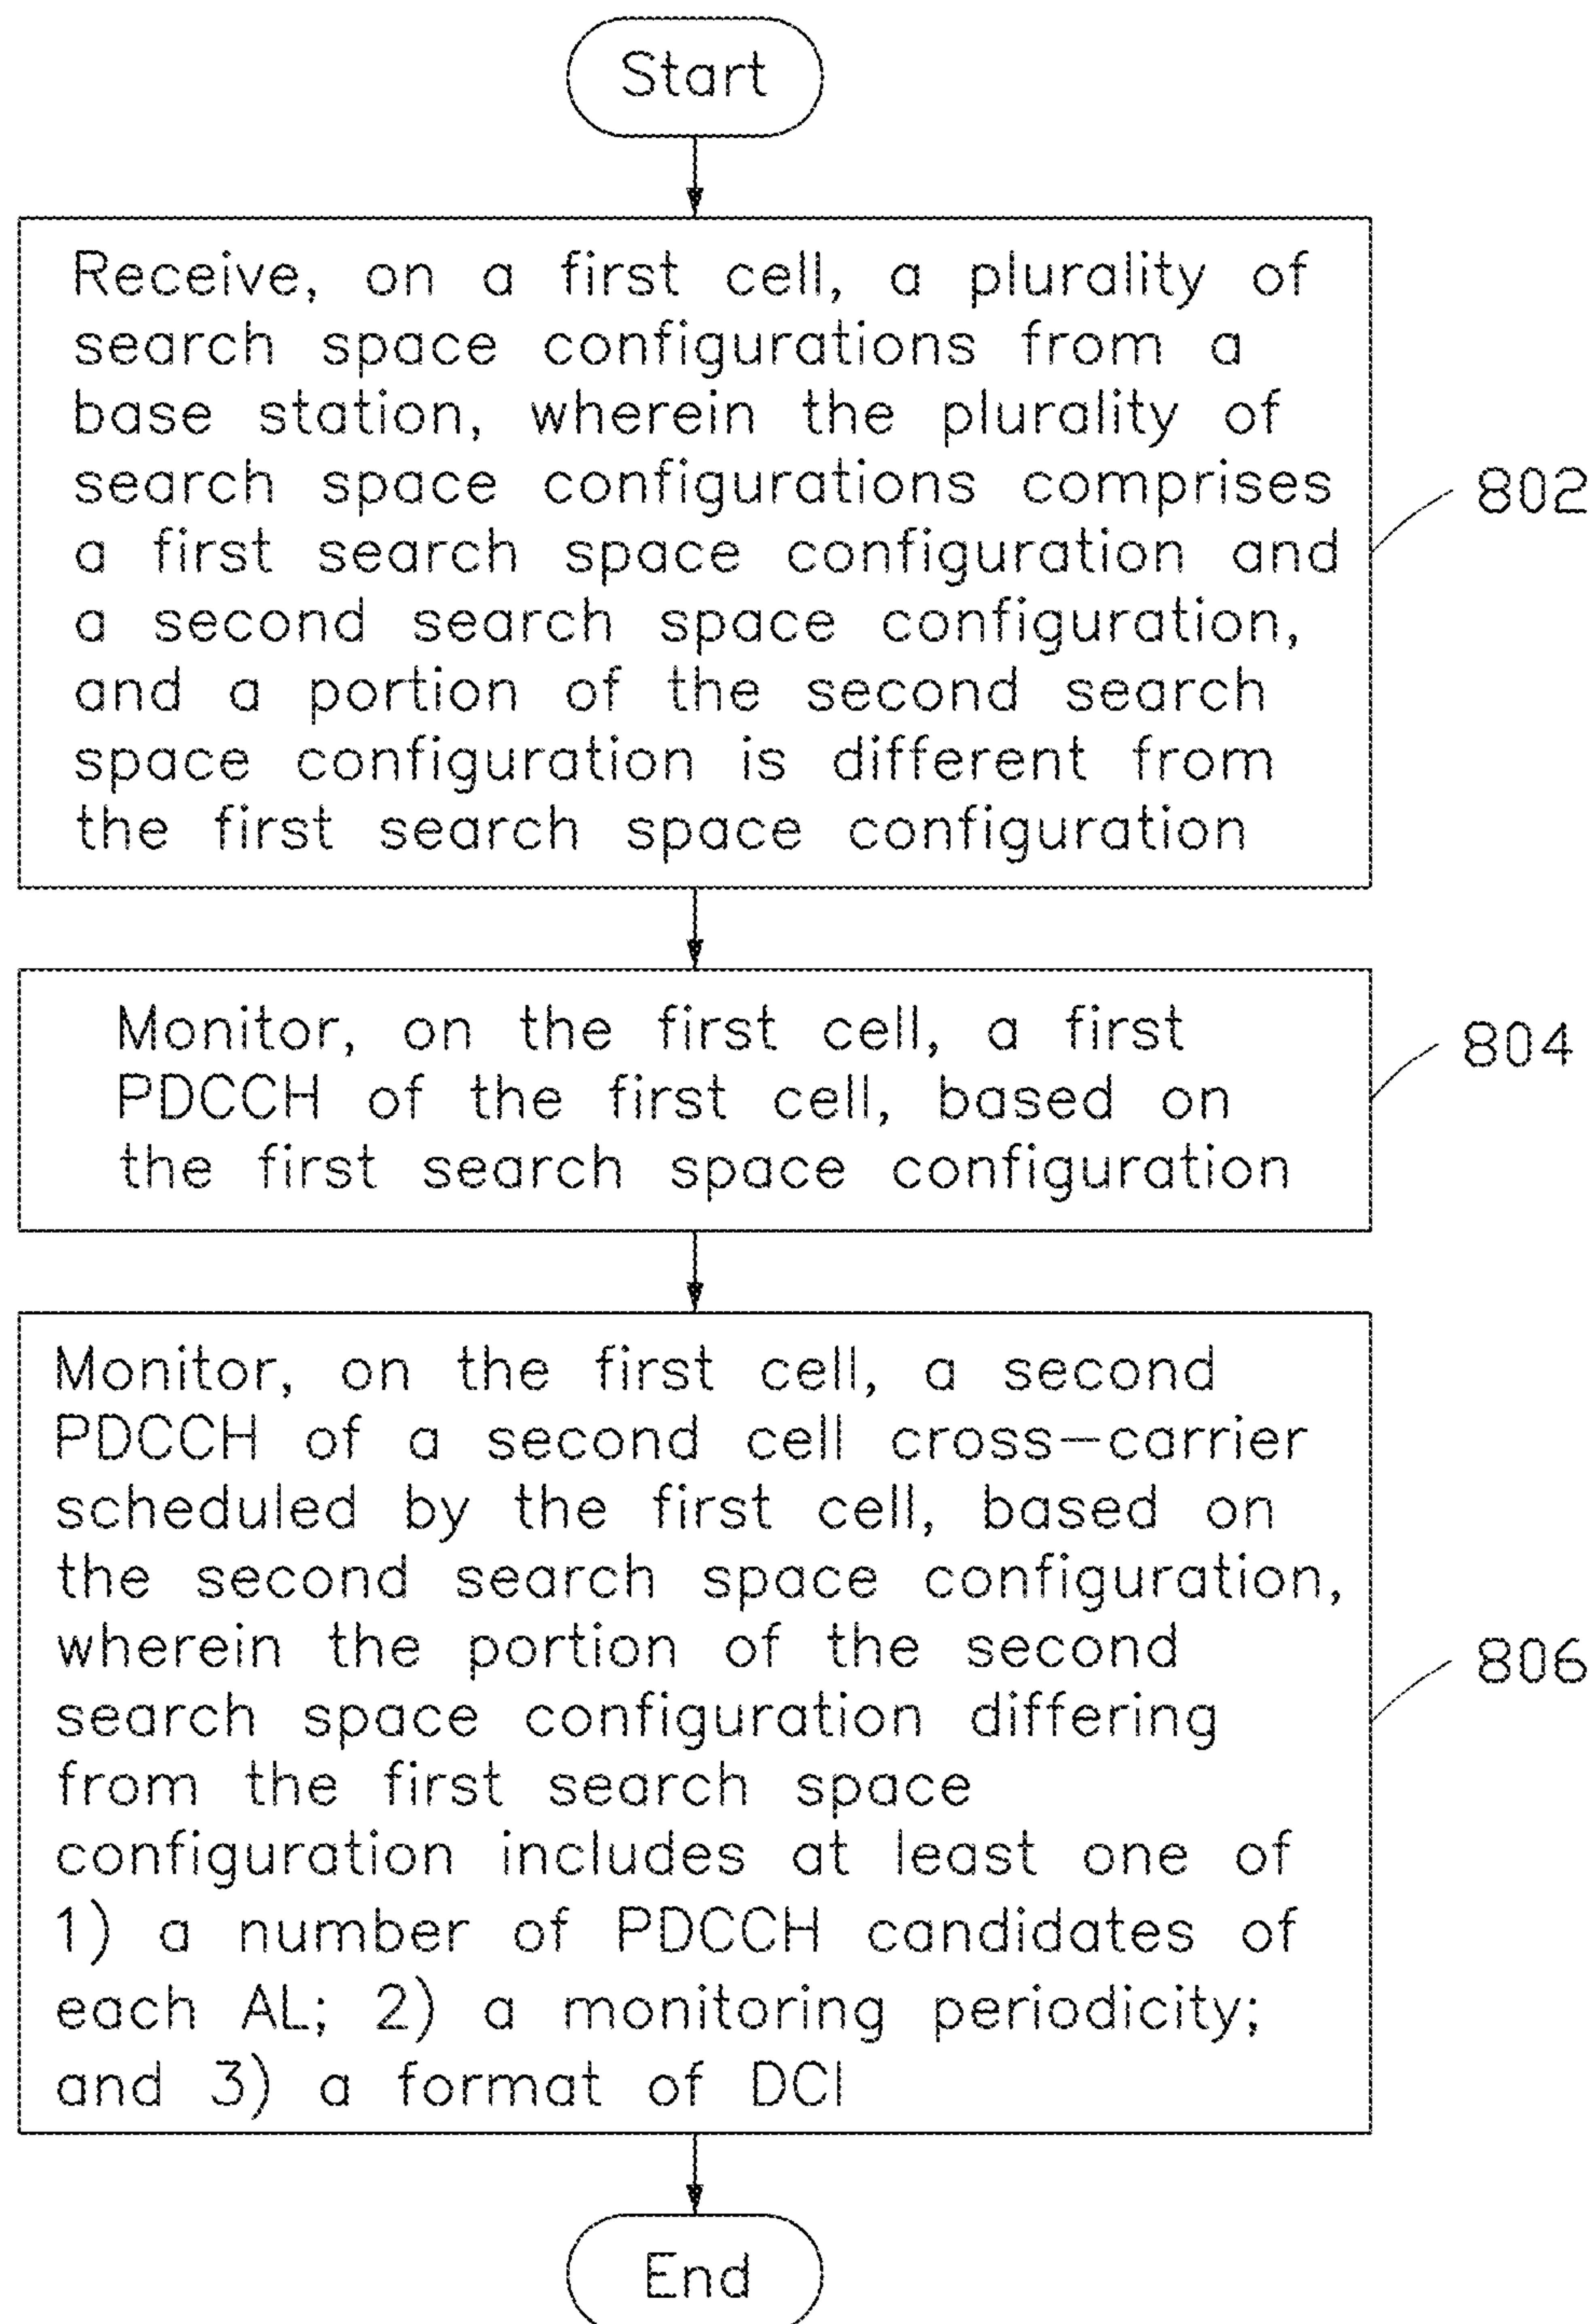 Start
Receive, on a first cell, a plurality of
search space configurations from a
base station, wherein the plurality of
search space configurations comprises
a first search space configuration and
a second search space configuration,
and a portion of the second search
space configuration is different from
the first search space configuration
802
Monitor, on the first cell, a first
PDCCH of the first cell, based on
the first search space configuration
804
Monitor, on the first cell, a second
PDCCH of a second cell cross-carrier
scheduled by the first cell, based on
the second search space configuration,
wherein the portion of the second
search space configuration differing
from the first search space
configuration includes at least one of
1) a number of PDCCH candidates of
each AL; 2) a monitoring periodicity;
and 3) a format of DCI
806
End